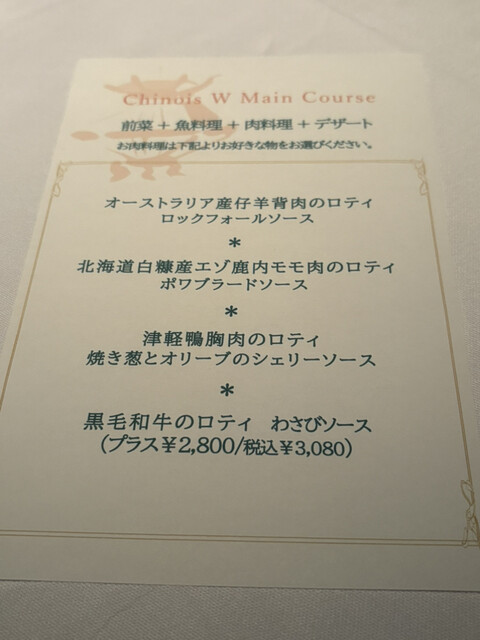 Chinois W Main Course
前菜＋魚料理＋肉料理＋デザート
お肉料理は下記よりお好きな物をお選びください。
オーストラリア産仔羊背肉のロティ
ロックフォールソース
*
北海道白糠産エゾ鹿内モモ肉のロティ
ポワブラードソース
*
津軽鴨胸肉のロティ
焼き葱とオリーブのシェリーソース
*
黒毛和牛のロティ　わさびソース
(プラス¥2,800/税込¥3,080)